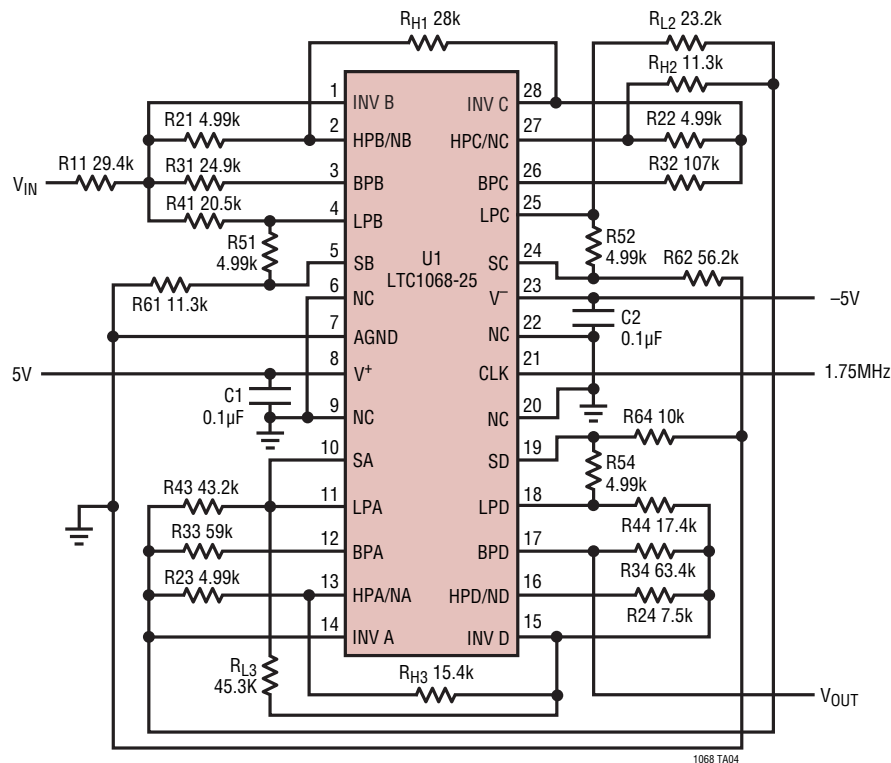 RH1 28k
RL2 23.2k
RH2 11.3k
1
INV B
INV C
28
R21 4.99k
2
HPB/NB
HPC/NC
27
R22 4.99k
R11 29.4k
VIN
R31 24.9k
3
BPB
BPC
26
R32 107k
R41 20.5k
4
LPB
LPC
25
R51
4.99k
5
SB
U1
LTC1068-25
SC
24
R52
4.99k
R62 56.2k
R61 11.3k
6
NC
V–
23
–5V
7
AGND
NC
22
C2
0.1µF
5V
8
V+
CLK
21
1.75MHz
C1
0.1µF
9
NC
NC
20
10
SA
SD
19
R64 10k
R54
4.99k
R43 43.2k
11
LPA
LPD
18
R44 17.4k
R33 59k
12
BPA
BPD
17
R34 63.4k
R23 4.99k
13
HPA/NA
HPD/ND
16
R24 7.5k
14
INV A
INV D
15
RL3
45.3K
RH3 15.4k
VOUT
1068 TA04